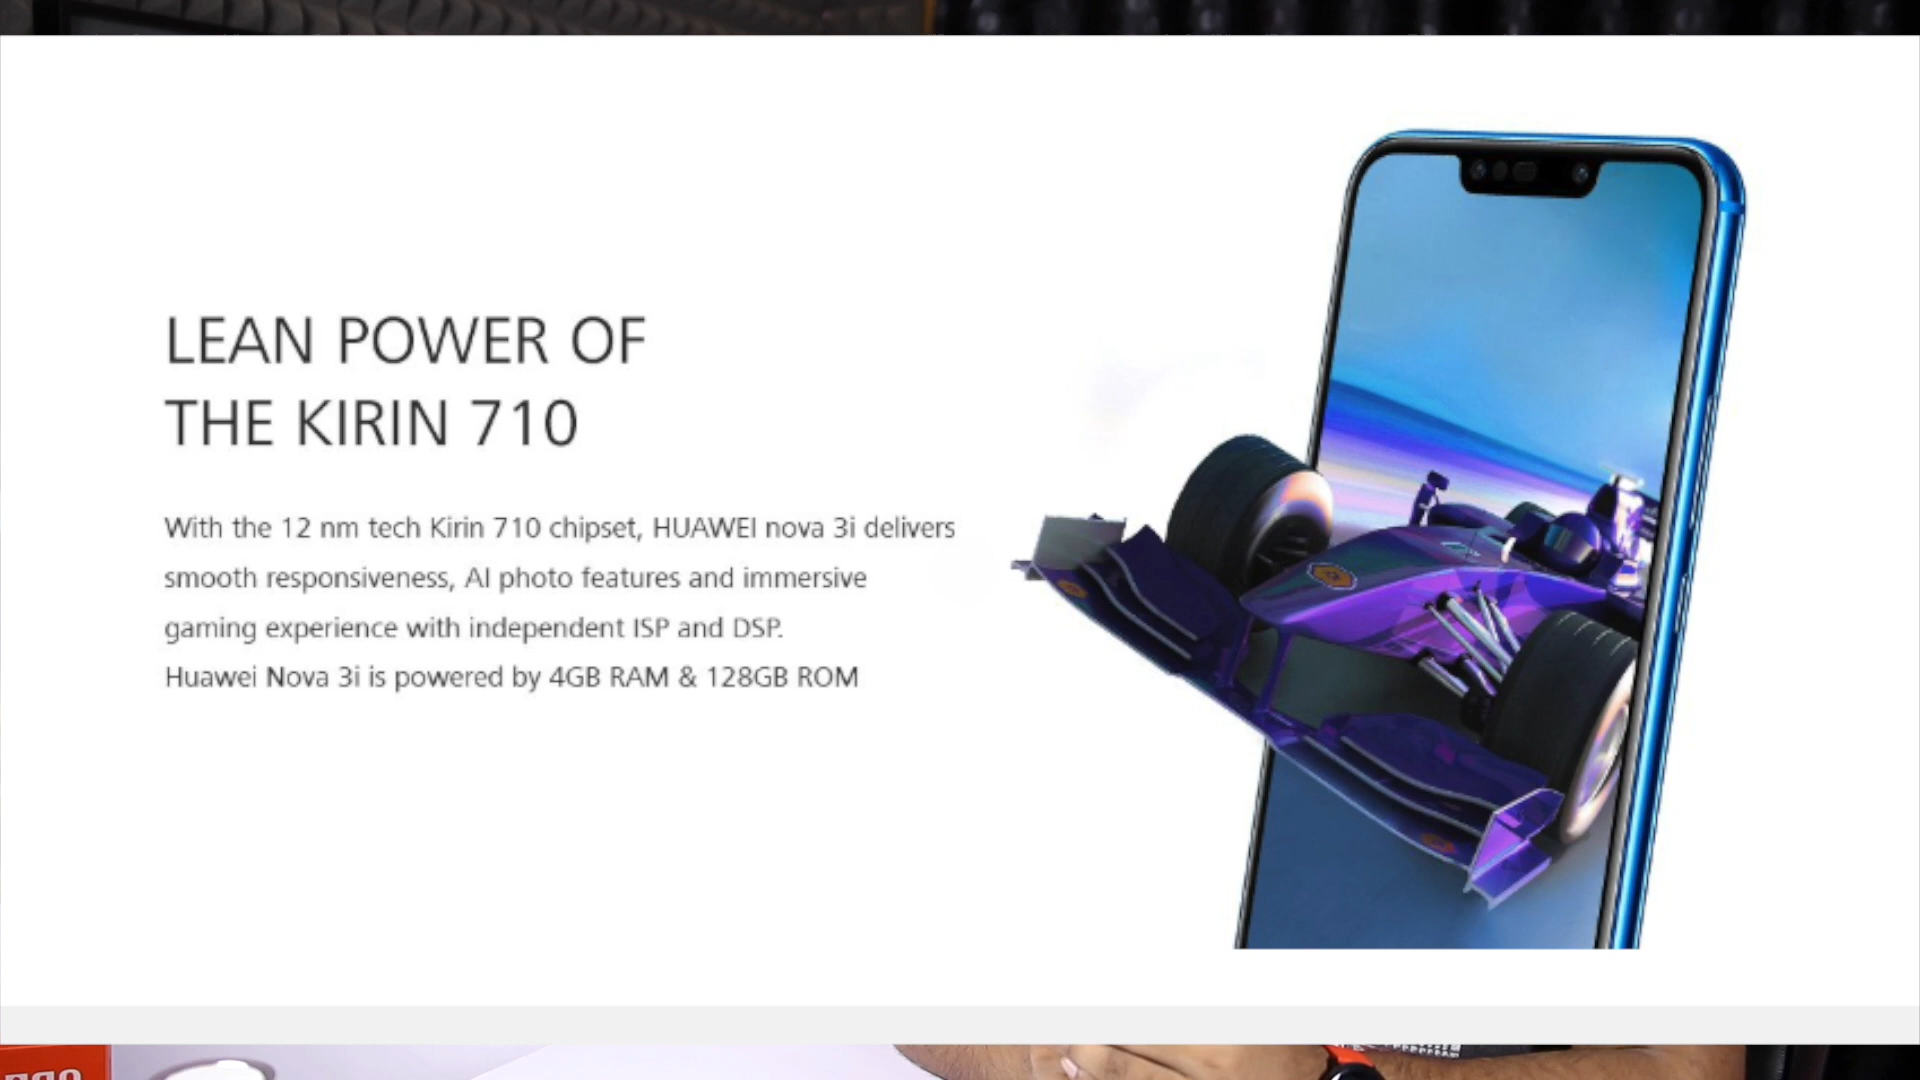 LEAN POWER OF
THE KIRIN 710
With the 12 nm tech Kirin 710 chipset, HUAWEI nova 3i delivers
smooth responsiveness, AI photo features and immersive
gaming experience with independent ISP and DSP.
Huawei Nova 3i is powered by 4GB RAM & 128GB ROM